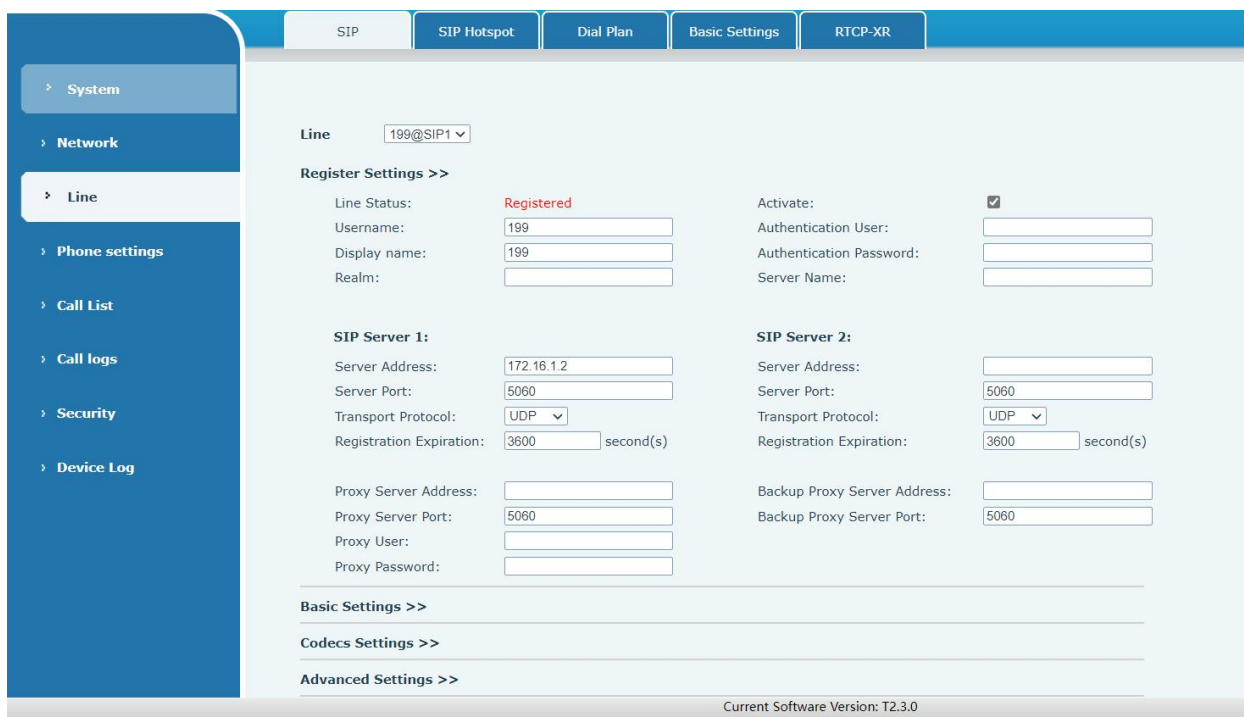 SIP SIP Hotspot Dial Plan Basic Settings RTCP-XR
System
Network
Line
Phone settings
Call List
Call logs
Security
Device Log
Line 199@SIP1
Register Settings >>
Line Status: Registered Activate:
Username: 199 Authentication User:
Display name: 199 Authentication Password:
Realm: Server Name:
SIP Server 1: SIP Server 2:
Server Address: 172.16.1.2 Server Address:
Server Port: 5060 Server Port: 5060
Transport Protocol: UDP Transport Protocol: UDP
Registration Expiration: 3600 second(s) Registration Expiration: 3600 second(s)
Proxy Server Address: Backup Proxy Server Address:
Proxy Server Port: 5060 Backup Proxy Server Port: 5060
Proxy User:
Proxy Password:
Basic Settings >>
Codecs Settings >>
Advanced Settings >>
Current Software Version: T2.3.0